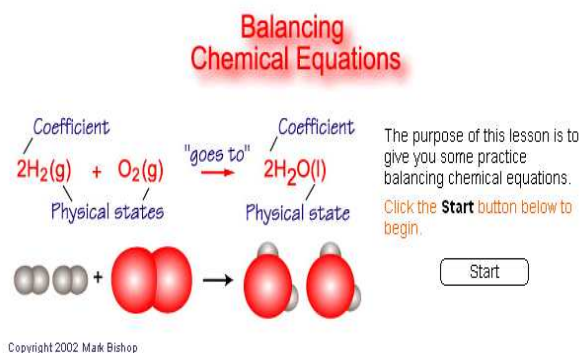 Balancing
Chemical Equations
Coefficient
Coefficient
2H₂(g) + O₂(g) "goes to" → 2H₂O(l)
Physical states
Physical state
The purpose of this lesson is to
give you some practice
balancing chemical equations.
Click the Start button below to
begin.
Start
+ →
Copyright 2002 Mark Bishop